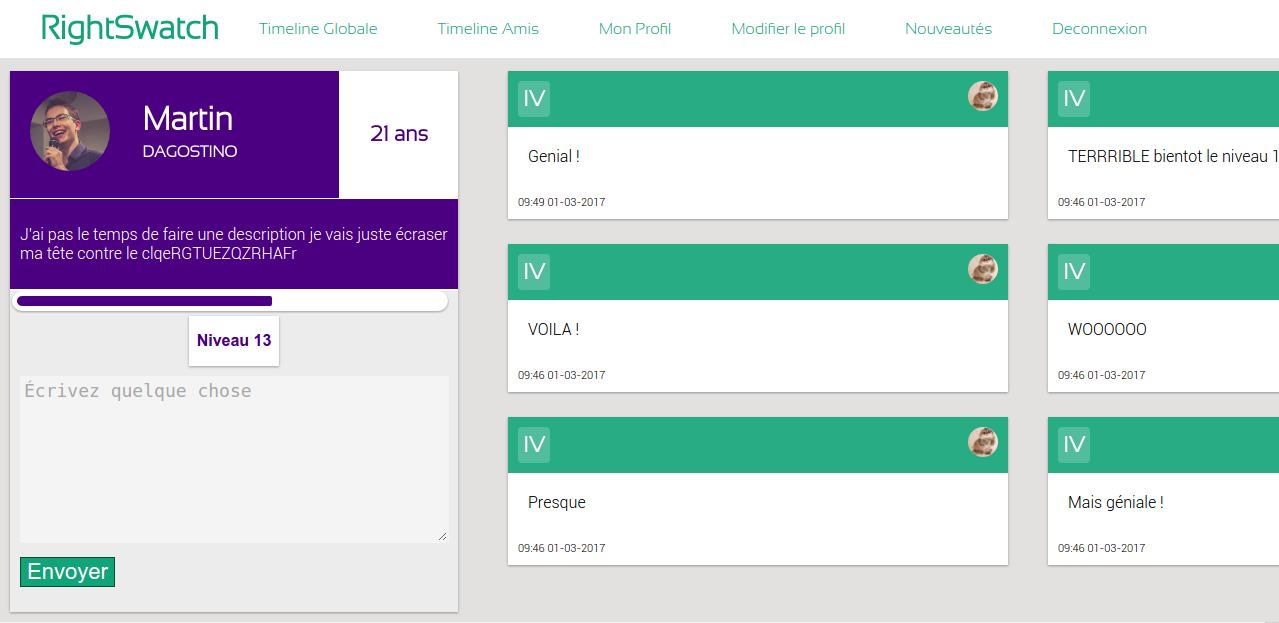 RightSwatch
Timeline Globale
Timeline Amis
Mon Profil
Modifier le profil
Nouveautés
Deconnexion
Martin
DAGOSTINO
21 ans
J'ai pas le temps de faire une description je vais juste écraser
ma tête contre le clqeRGTUEZQZRHAFr
Niveau 13
Écrivez quelque chose
Envoyer
IV
Genial !
09:49 01-03-2017
IV
TERRRIBLE bientot le niveau 1
09:46 01-03-2017
IV
VOILA !
09:46 01-03-2017
IV
WOOOOOO
09:46 01-03-2017
IV
Presque
09:46 01-03-2017
IV
Mais géniale !
09:46 01-03-2017